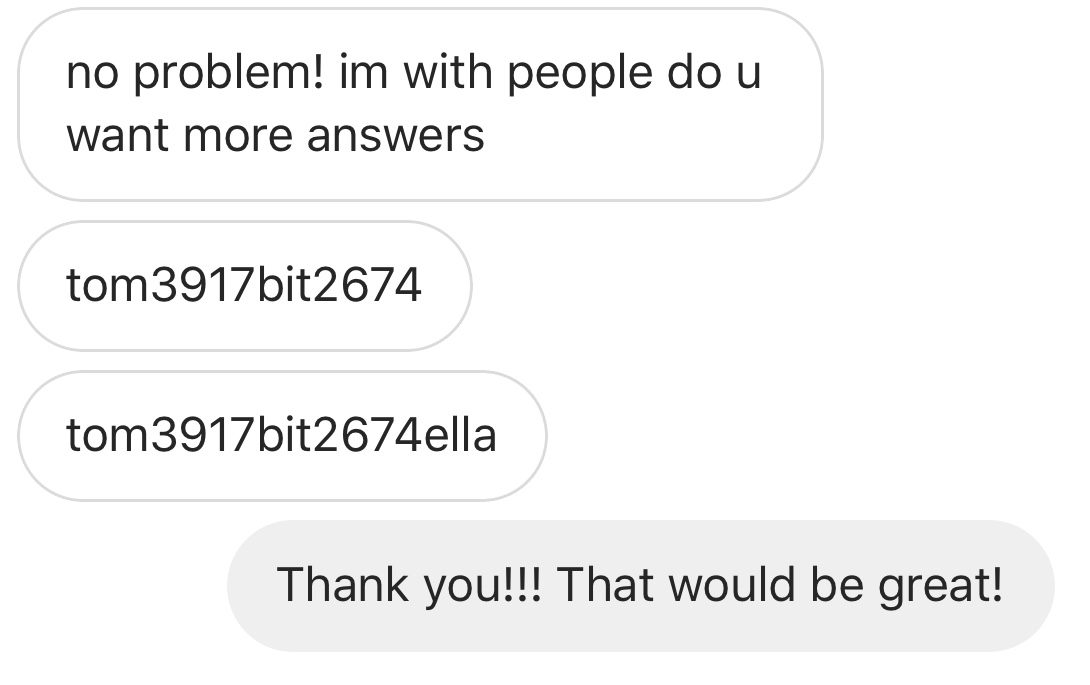 no problem! im with people do u
want more answers
tom3917bit2674
tom3917bit2674ella
Thank you!!! That would be great!